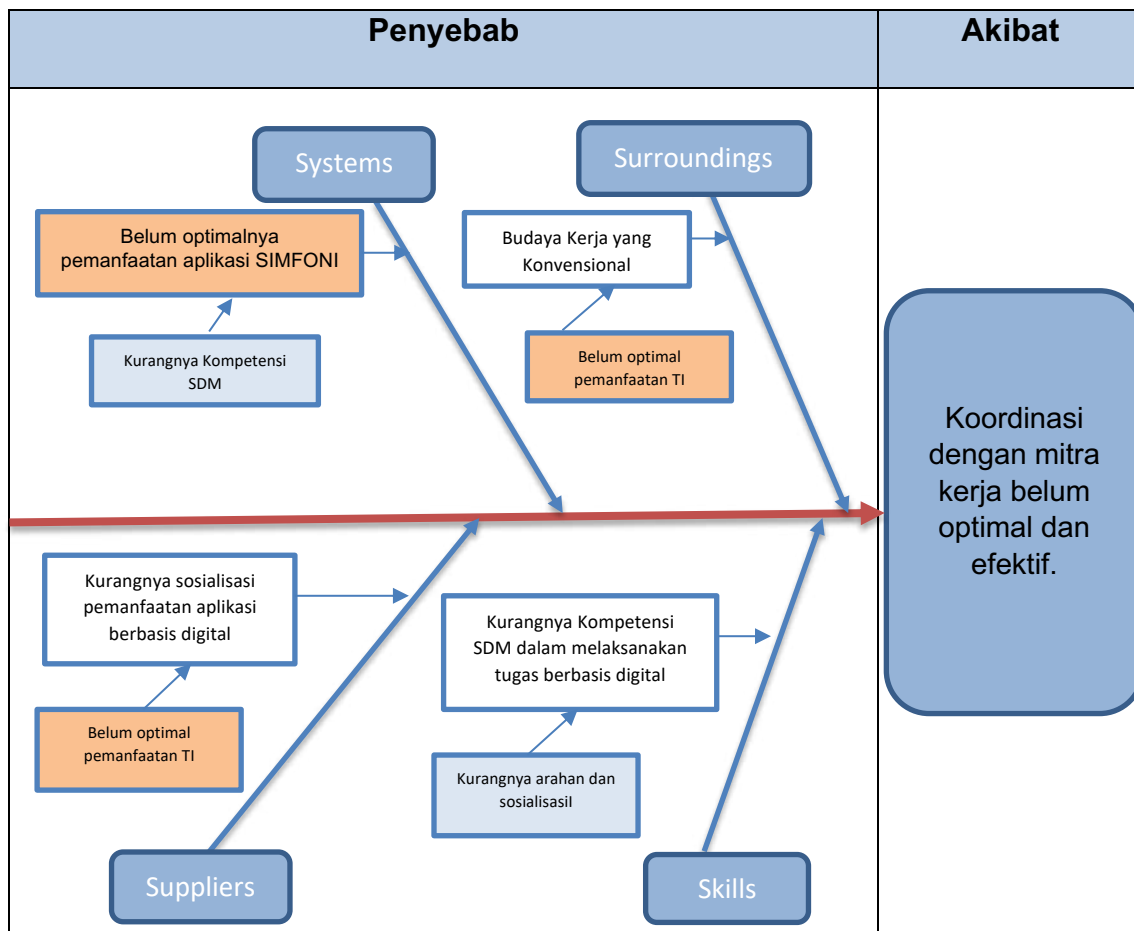 Penyebab
Akibat
Systems
Surroundings
Belum optimalnya
pemanfaatan aplikasi SIMFONI
Budaya Kerja yang
Konvensional
Kurangnya Kompetensi
SDM
Belum optimal
pemanfaatan TI
Koordinasi
dengan mitra
kerja belum
optimal dan
efektif.
Kurangnya sosialisasi
pemanfaatan aplikasi
berbasis digital
Kurangnya Kompetensi
SDM dalam melaksanakan
tugas berbasis digital
Belum optimal
pemanfaatan TI
Kurangnya arahan dan
sosialisasiI
Suppliers
Skills